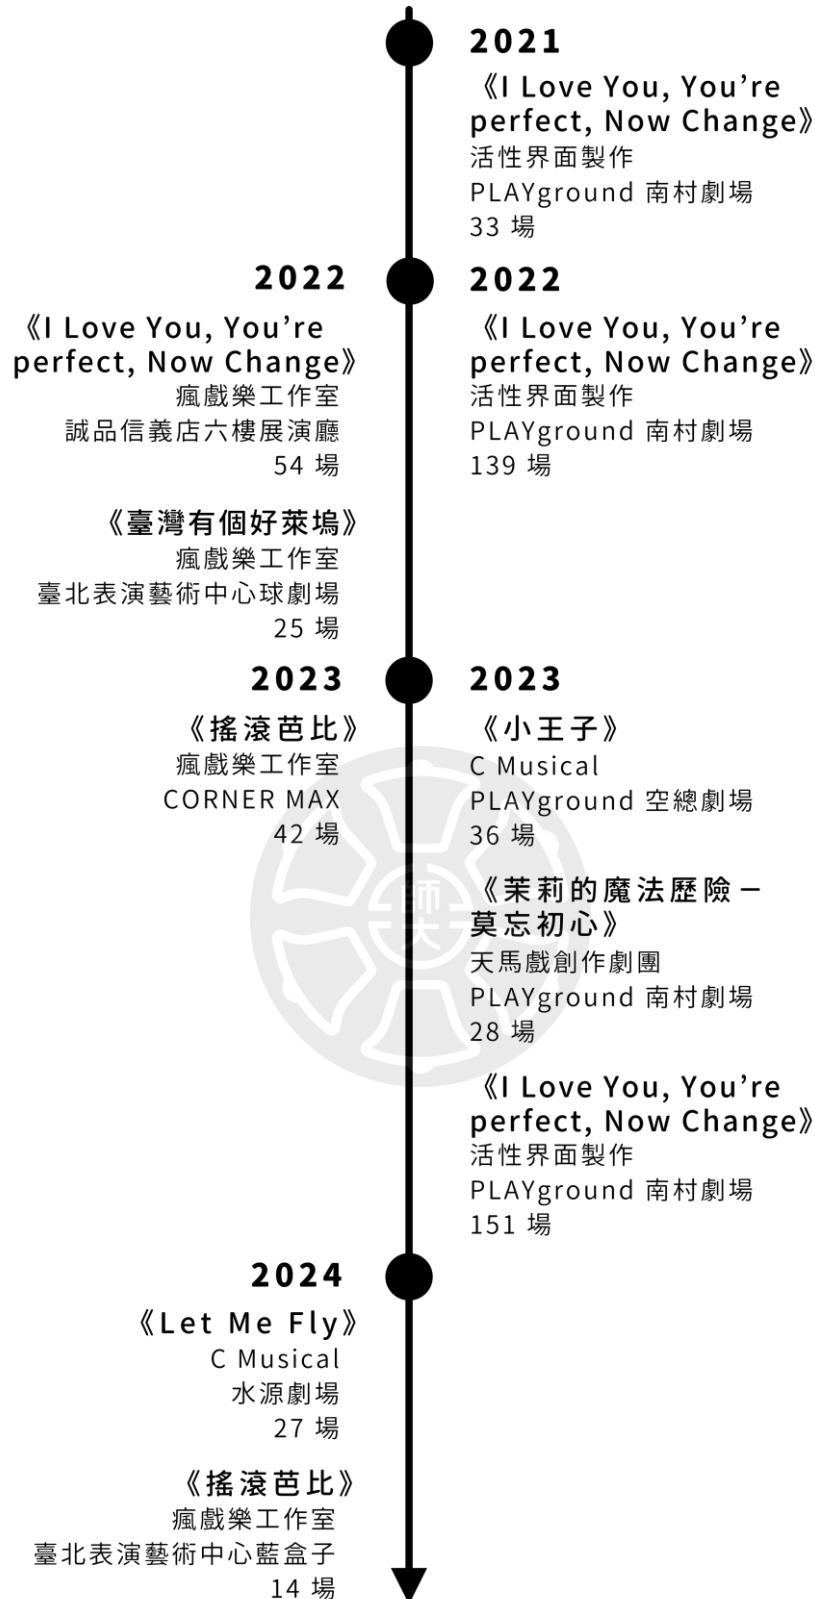 2021
《I Love You, You’re
perfect, Now Change》
活性界面製作
PLAYground 南村劇場
33 場
2022
《I Love You, You’re
perfect, Now Change》
瘋戲樂工作室
誠品信義店六樓展演廳
54 場
《臺灣有個好萊塢》
瘋戲樂工作室
臺北表演藝術中心球劇場
25 場
2022
《I Love You, You’re
perfect, Now Change》
活性界面製作
PLAYground 南村劇場
139 場
2023
《搖滾芭比》
瘋戲樂工作室
CORNER MAX
42 場
2023
《小王子》
C Musical
PLAYground 空總劇場
36 場
《茉莉的魔法歷險－
莫忘初心》
天馬戲創作劇團
PLAYground 南村劇場
28 場
《I Love You, You’re
perfect, Now Change》
活性界面製作
PLAYground 南村劇場
151 場
師大
2024
《Let Me Fly》
C Musical
水源劇場
27 場
《搖滾芭比》
瘋戲樂工作室
臺北表演藝術中心藍盒子
14 場